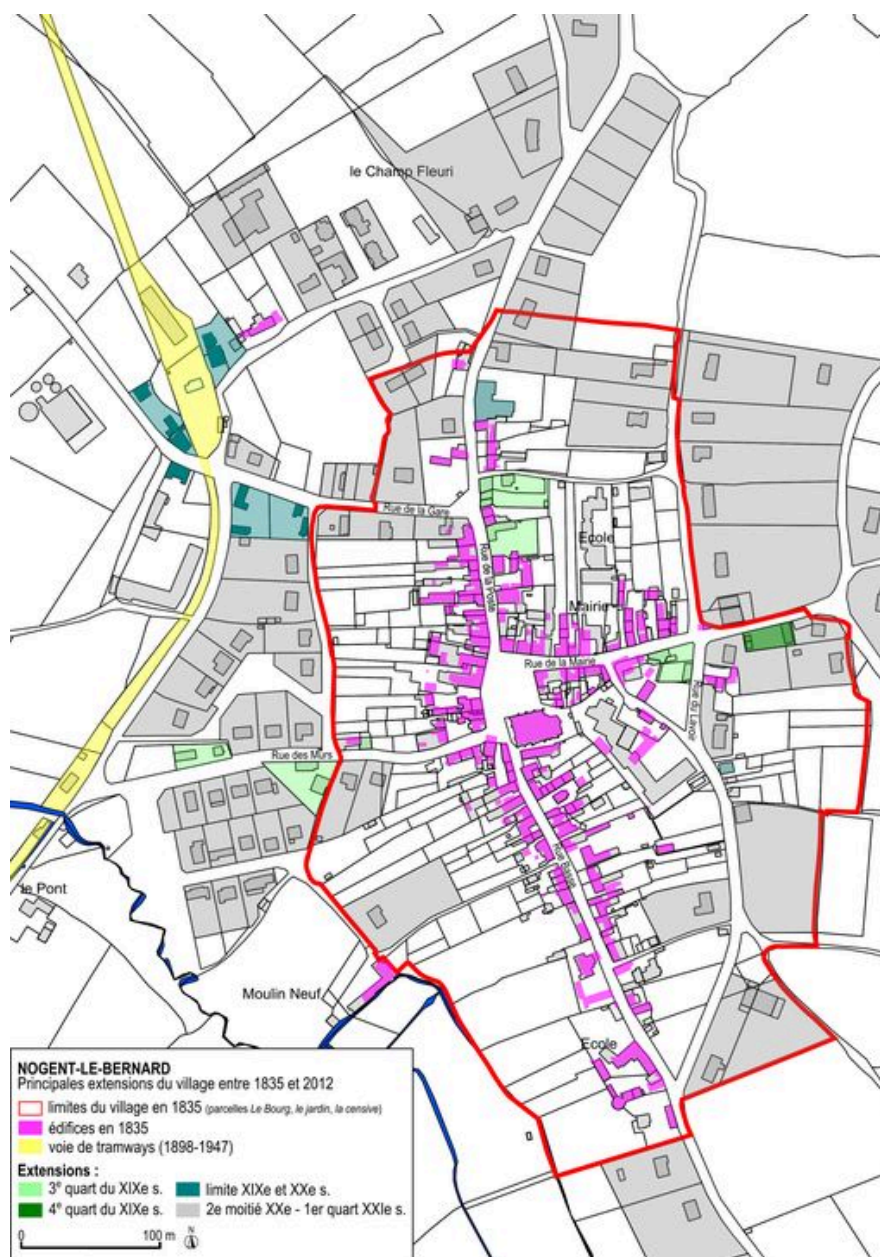 le Champ Fleuri
Rue de la Gare
Rue de la Poste
Ecole
Mairie
Rue de la Mairie
Rue du Lavoir
Rue des Murs
Rue Basse
le Pont
Moulin Neuf
Ecole
NOGENT-LE-BERNARD
Principales extensions du village entre 1835 et 2012
limites du village en 1835 (parcelles Le Bourg, le jardin, la censive)
édifices en 1835
voie de tramways (1898-1947)
Extensions :
3e quart du XIXe s.
limite XIXe et XXe s.
4e quart du XIXe s.
2e moitié XXe - 1er quart XXIe s.
0 100 m N